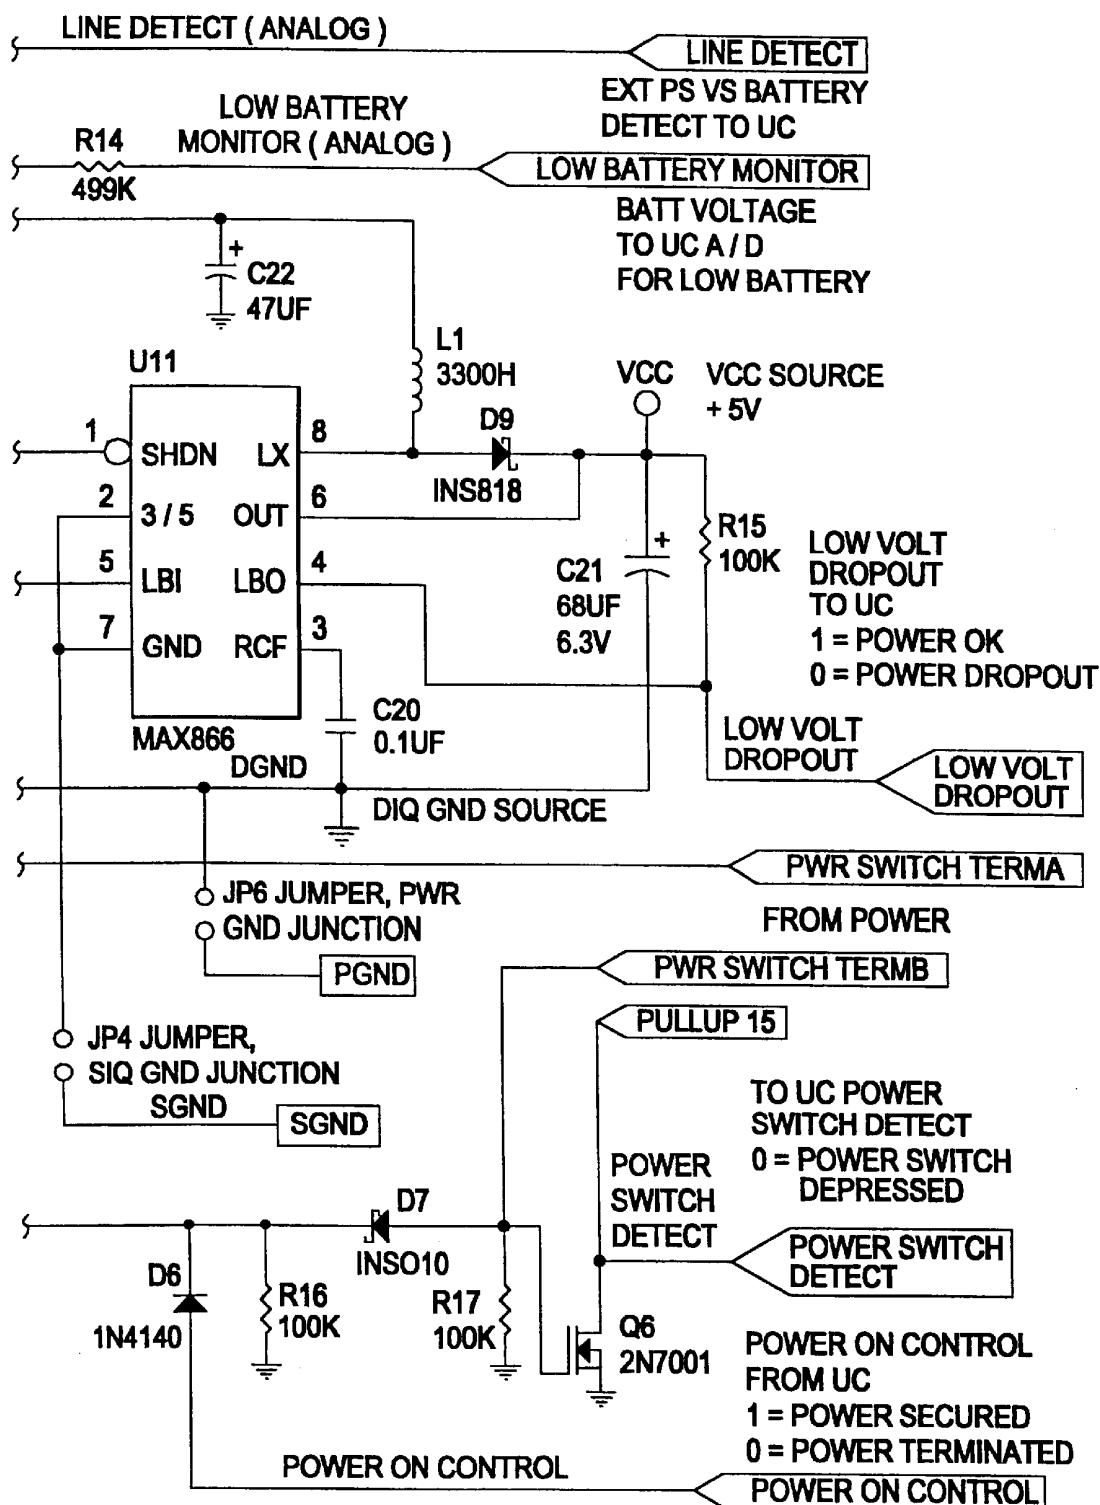 LINE DETECT ( ANALOG )
LINE DETECT
EXT PS VS BATTERY
DETECT TO UC
LOW BATTERY
MONITOR ( ANALOG )
R14
499K
LOW BATTERY MONITOR
BATT VOLTAGE
TO UC A / D
FOR LOW BATTERY
+
C22
47UF
U11
L1
3300H
VCC
VCC SOURCE
+ 5V
D9
INS818
1
SHDN
LX
8
2
3 / 5
OUT
6
5
LBI
LBO
4
7
GND
RCF
3
MAX866
+
C21
68UF
6.3V
R15
100K
LOW VOLT
DROPOUT
TO UC
1 = POWER OK
0 = POWER DROPOUT
C20
0.1UF
LOW VOLT
DROPOUT
LOW VOLT
DROPOUT
DGND
DIQ GND SOURCE
PWR SWITCH TERMA
JP6 JUMPER, PWR
GND JUNCTION
PGND
FROM POWER
PWR SWITCH TERMB
PULLUP 15
JP4 JUMPER,
SIQ GND JUNCTION
SGND
SGND
TO UC POWER
SWITCH DETECT
0 = POWER SWITCH
DEPRESSED
POWER
SWITCH
DETECT
POWER SWITCH
DETECT
D7
INSO10
D6
1N4140
R16
100K
R17
100K
Q6
2N7001
POWER ON CONTROL
FROM UC
1 = POWER SECURED
0 = POWER TERMINATED
POWER ON CONTROL
POWER ON CONTROL